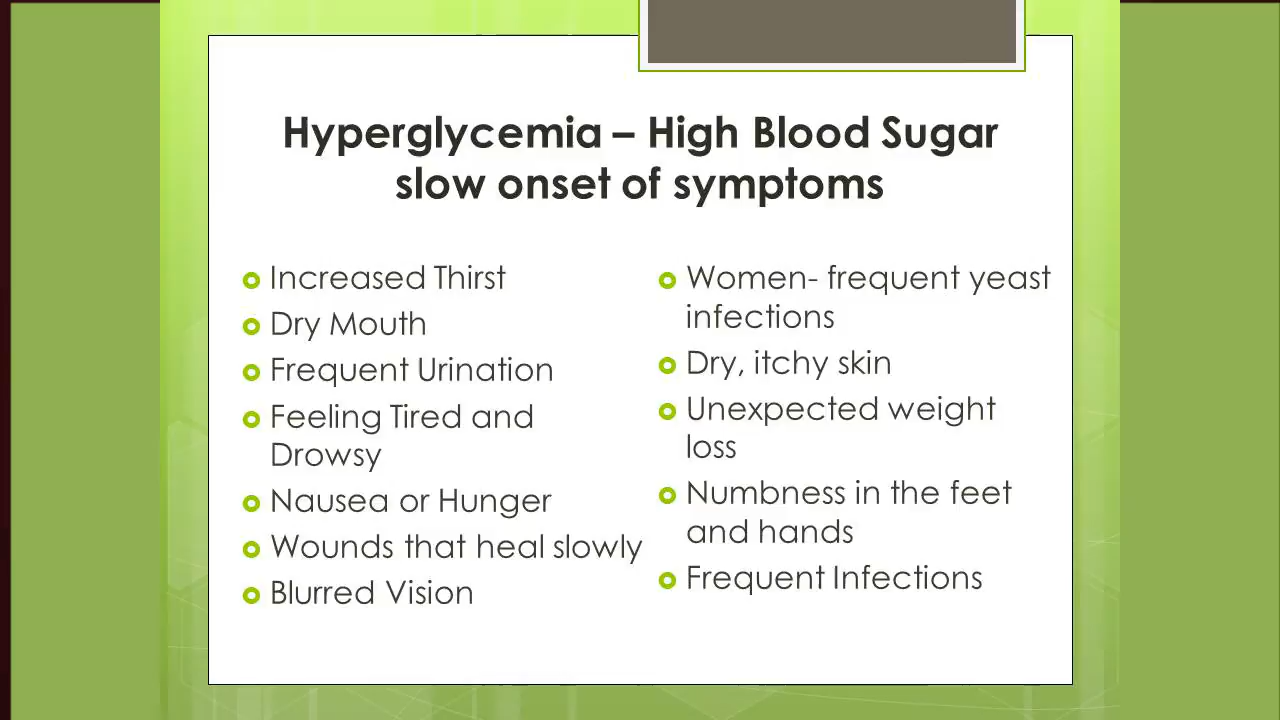 Hyperglycemia – High Blood Sugar
slow onset of symptoms
Increased Thirst
Dry Mouth
Frequent Urination
Feeling Tired and
Drowsy
Nausea or Hunger
Wounds that heal slowly
Blurred Vision
Women- frequent yeast
infections
Dry, itchy skin
Unexpected weight
loss
Numbness in the feet
and hands
Frequent Infections